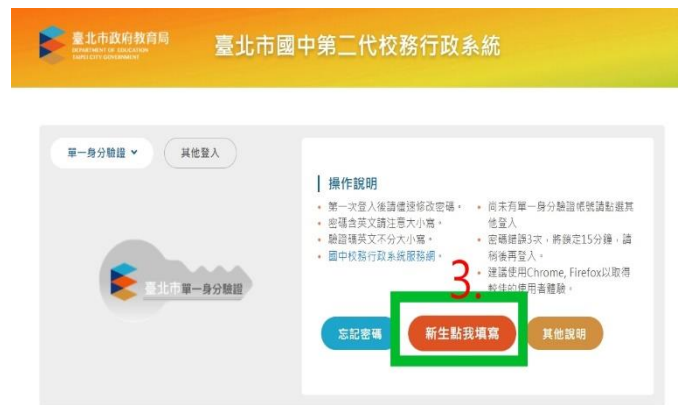 臺北市政府教育局
DEPARTMENT OF EDUCATION
TAIPEI CITY GOVERNMENT
臺北市國中第二代校務行政系統
單一身分驗證
其他登入
操作說明
• 第一次登入後請儘速修改密碼。
• 密碼含英文請注意大小寫。
• 驗證碼英文不分大小寫。
• 國中校務行政系統服務網。
• 尚未有單一身分驗證帳號請點選其
他登入
• 密碼錯誤3次，將鎖定15分鐘，請
稍後再登入。
• 建議使用Chrome, Firefox以取得
較佳的使用者體驗。
臺北市單一身分驗證
3.
忘記密碼
新生點我填寫
其他說明